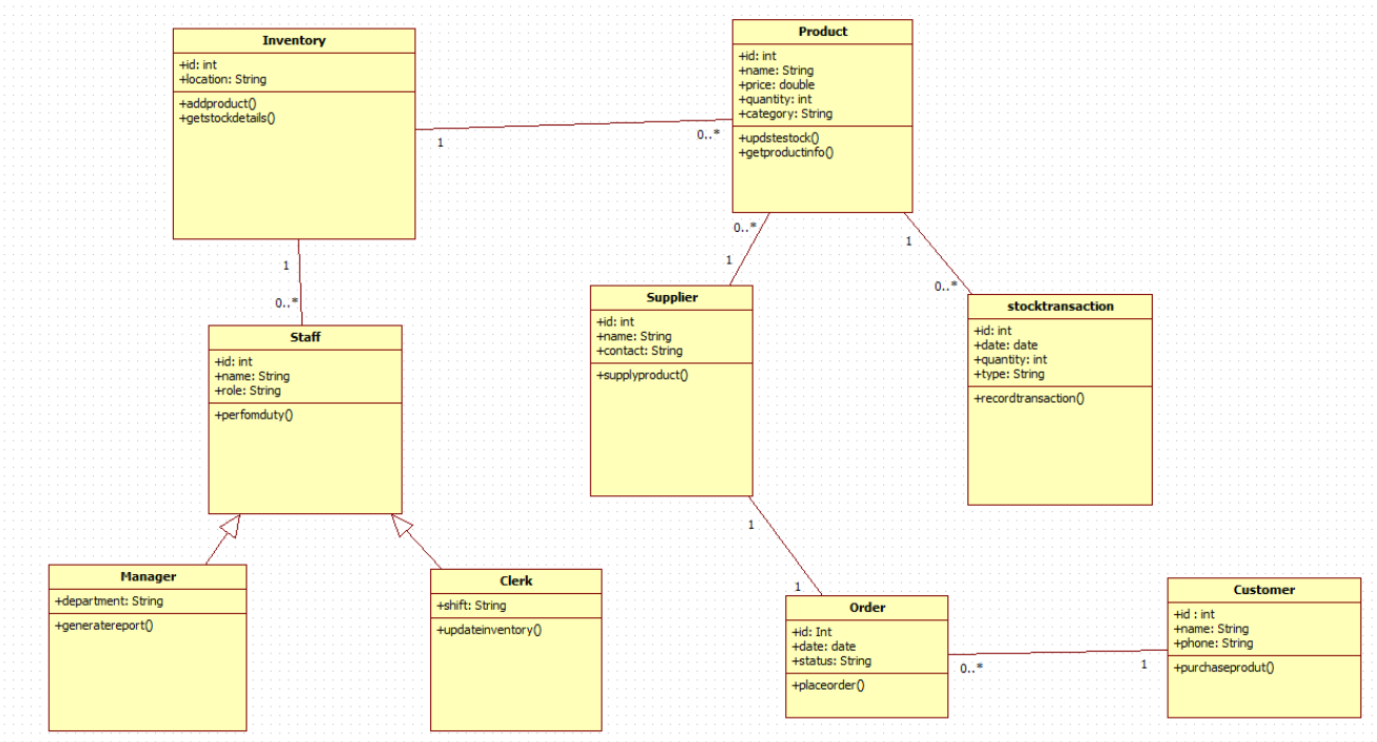 Inventory
+id: int
+location: String
+addproduct()
+getstockdetails()
Product
+id: int
+name: String
+price: double
+quantity: int
+category: String
+updstestock()
+getproductinfo()
1
0..*
1
0..*
0..*
1
1
0..*
Staff
+id: int
+name: String
+role: String
+perfomduty()
Supplier
+id: int
+name: String
+contact: String
+supplyproduct()
stocktransaction
+id: int
+date: date
+quantity: int
+type: String
+recordtransaction()
1
1
Manager
+department: String
+generatereport()
Clerk
+shift: String
+updateinventory()
Order
+id: Int
+date: date
+status: String
+placeorder()
0..*
1
Customer
+id : int
+name: String
+phone: String
+purchaseprodut()